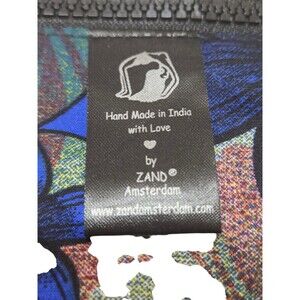 Hand Made in India
with Love
by
ZAND®
Amsterdam
www.zandamsterdam.com